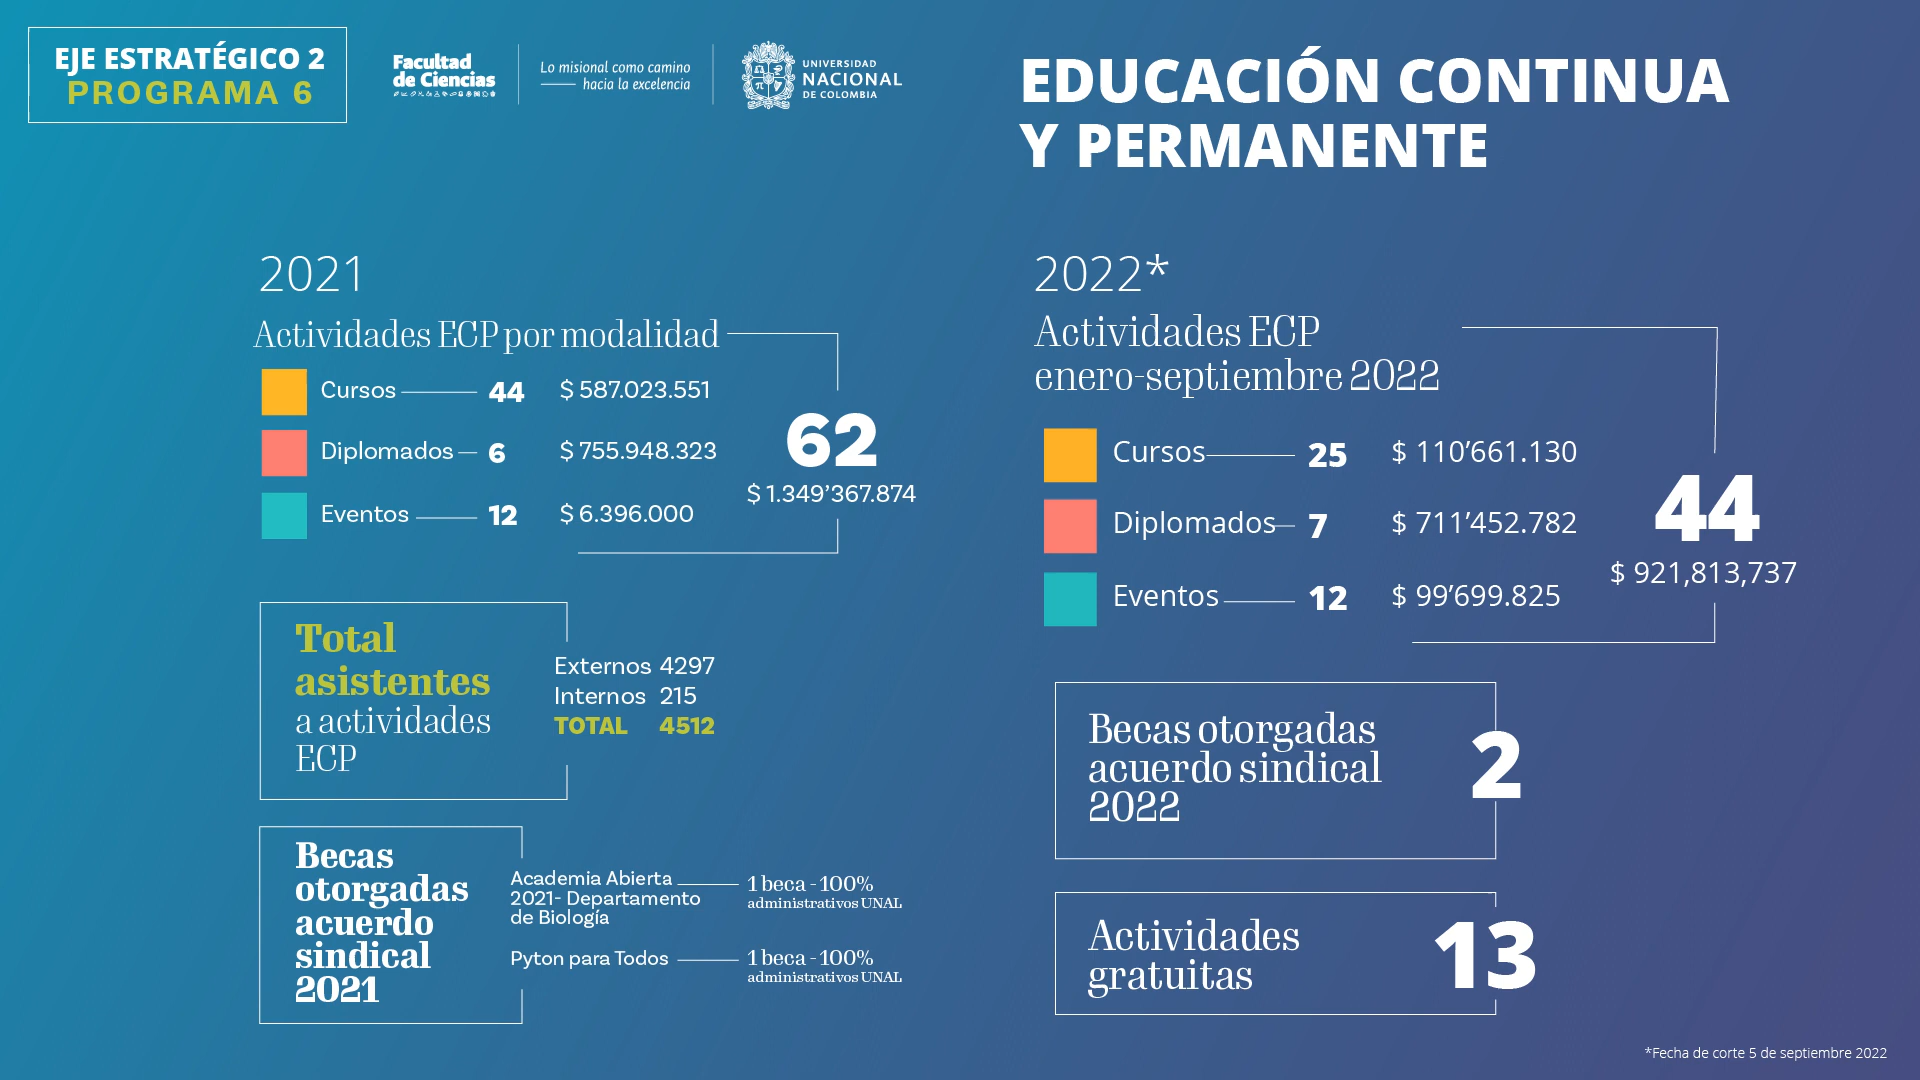 EJE ESTRATÉGICO 2
PROGRAMA 6
Facultad
de Ciencias
Lo misional como camino
hacia la excelencia
UNIVERSIDAD
NACIONAL
DE COLOMBIA
EDUCACIÓN CONTINUA
Y PERMANENTE
2021
Actividades ECP por modalidad
Cursos 44 $ 587.023.551
Diplomados 6 $ 755.948.323
Eventos 12 $ 6.396.000
62
$ 1.349’367.874
Total
asistentes
a actividades
ECP
Externos 4297
Internos 215
TOTAL 4512
Becas
otorgadas
acuerdo
sindical
2021
Academia Abierta
2021- Departamento
de Biología
1 beca - 100%
administrativos UNAL
Pyton para Todos
1 beca - 100%
administrativos UNAL
2022*
Actividades ECP
enero-septiembre 2022
Cursos 25 $ 110’661.130
Diplomados 7 $ 711’452.782
Eventos 12 $ 99’699.825
44
$ 921,813,737
Becas otorgadas
acuerdo sindical
2022
2
Actividades
gratuitas
13
*Fecha de corte 5 de septiembre 2022